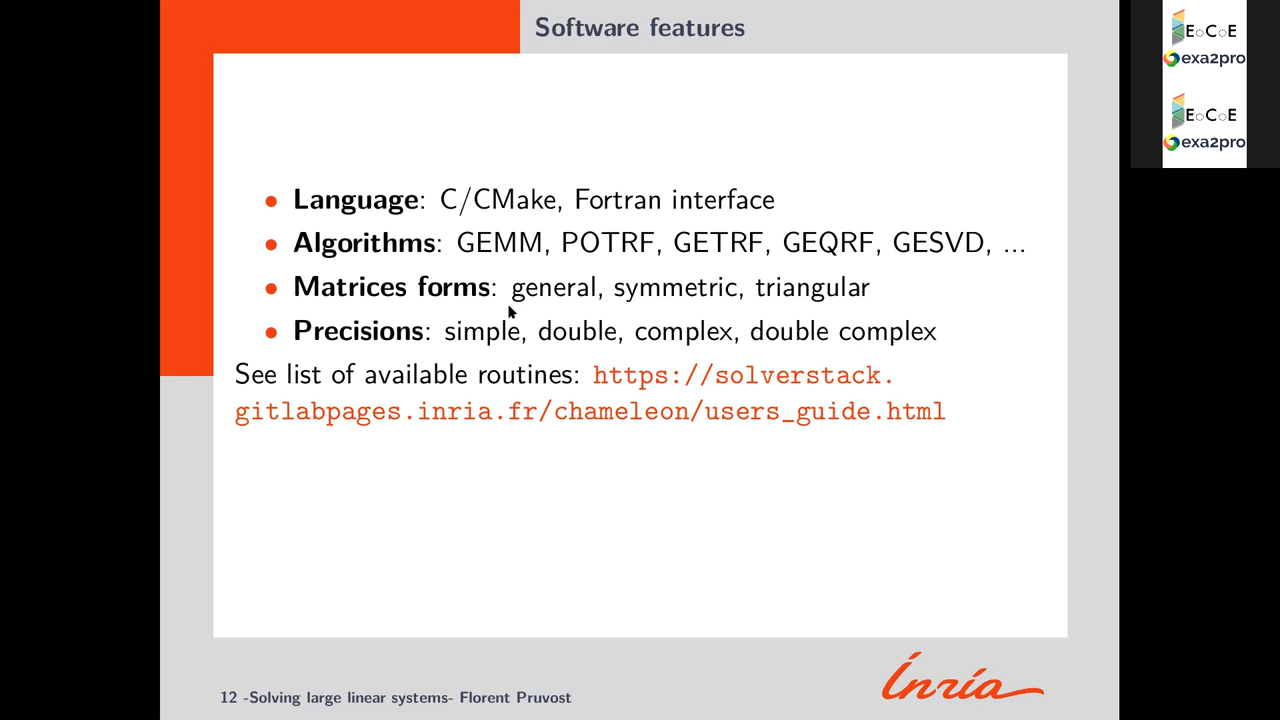 Software features
• Language: C/CMake, Fortran interface
• Algorithms: GEMM, POTRF, GETRF, GEQRF, GESVD, ...
• Matrices forms: general, symmetric, triangular
• Precisions: simple, double, complex, double complex
See list of available routines: https://solverstack.
gitlabpages.inria.fr/chameleon/users_guide.html
12 -Solving large linear systems- Florent Pruvost
Inria
EoCoE
exa2pro
EoCoE
exa2pro